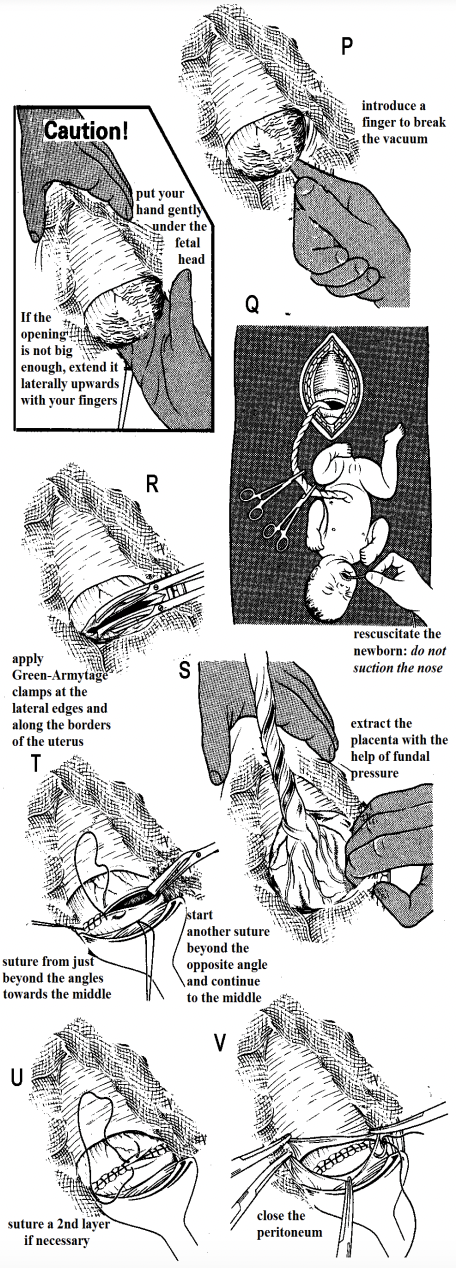 P
introduce a
finger to break
the vacuum
Caution!
put your
hand gently
under the
fetal
head
If the
opening
is not big
enough, extend it
laterally upwards
with your fingers
Q
rescuscitate the
newborn: do not
suction the nose
R
apply
Green-Armytage
clamps at the
lateral edges and
along the borders
of the uterus
S
extract the
placenta with the
help of fundal
pressure
T
suture from just
beyond the angles
towards the middle
start
another suture
beyond the
opposite angle
and continue
to the middle
U
suture a 2nd layer
if necessary
V
close the
peritoneum